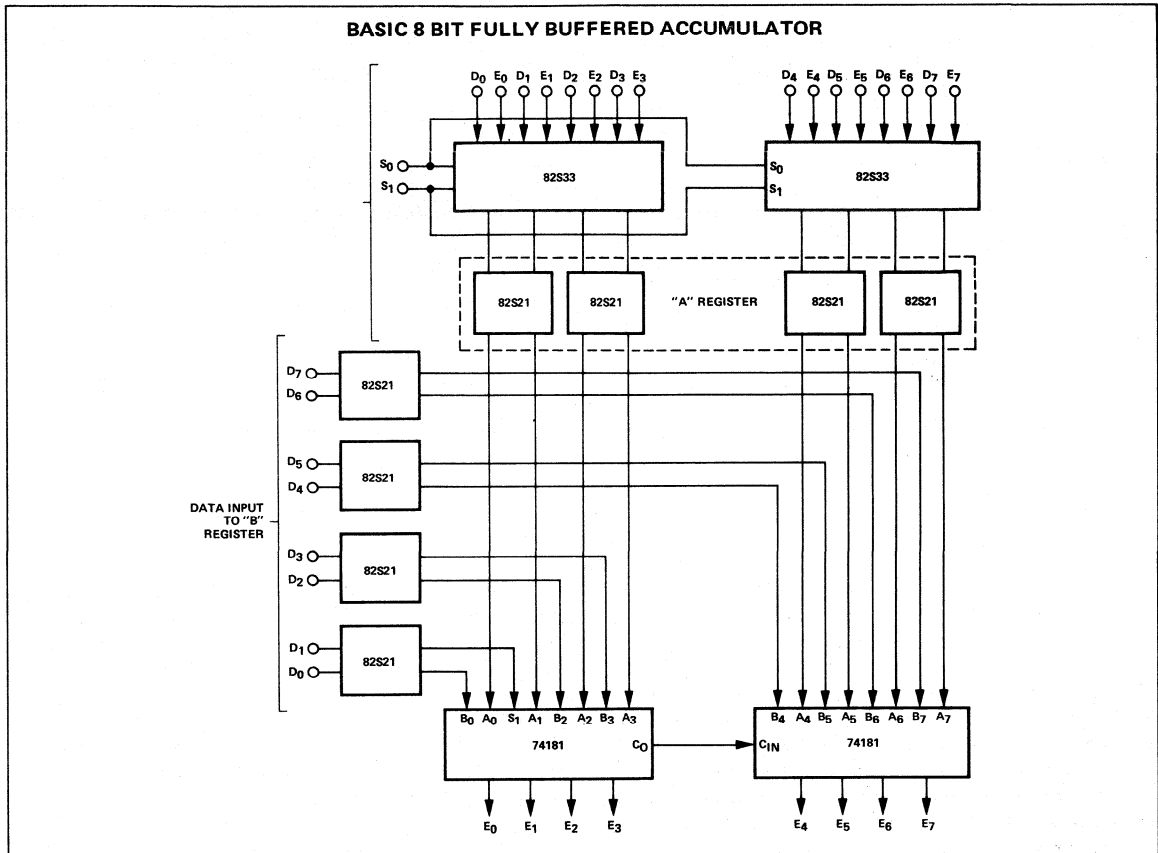 BASIC 8 BIT FULLY BUFFERED ACCUMULATOR
D0 E0 D1 E1 D2 E2 D3 E3
D4 E4 D5 E5 D6 E6 D7 E7
S0
S1
82S33
S0
S1
82S33
82S21
82S21
"A" REGISTER
82S21
82S21
D7
D6
82S21
D5
D4
82S21
DATA INPUT
TO "B"
REGISTER
D3
D2
82S21
D1
D0
82S21
B0 A0 S1 A1 B2 A2 B3 A3
74181
CO
B4 A4 B5 A5 B6 A6 B7 A7
CIN
74181
E0 E1 E2 E3
E4 E5 E6 E7